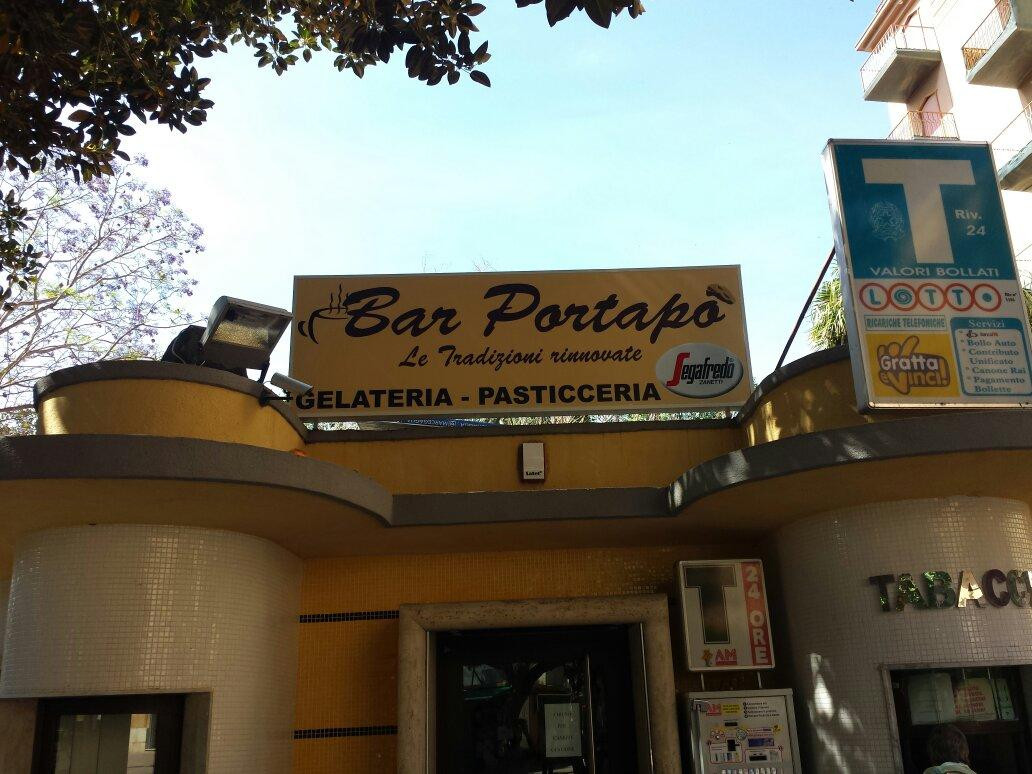 Bar Portapò
Le Tradizioni rinnovate
GELATERIA - PASTICCERIA
Segafredo
ZANETTI
T
Riv.
24
VALORI BOLLATI
LOTTO
RICARICHE TELEFONICHE
Gratta
e Vinci!
Servizi
Bollo Auto
Contributo
Unificato
Canone Rai
Pagamento
Bollette
T
24 ORE
AM
TABACC